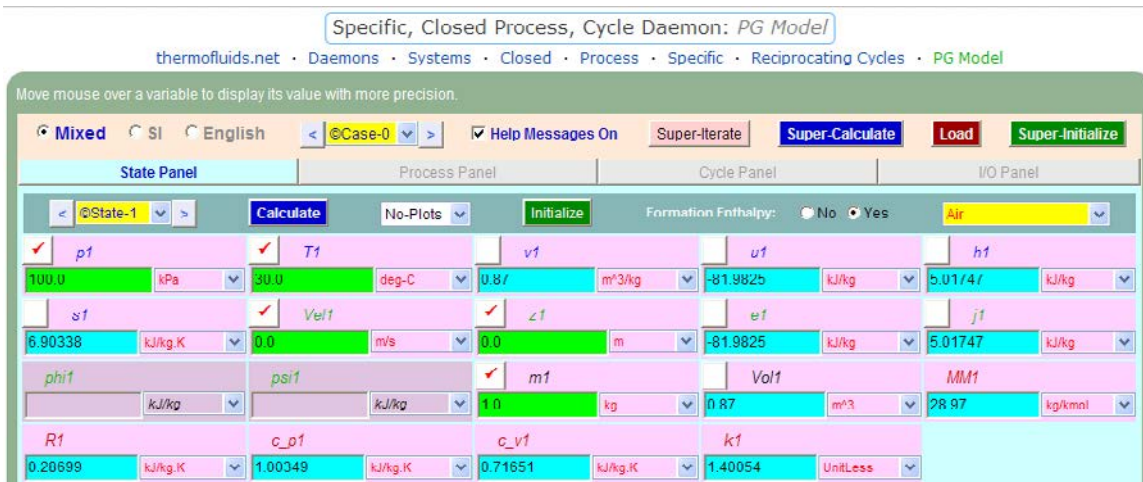 Specific, Closed Process, Cycle Daemon: PG Model
thermofluids.net · Daemons · Systems · Closed · Process · Specific · Reciprocating Cycles · PG Model
Move mouse over a variable to display its value with more precision.
Mixed SI English < ©Case-0 > Help Messages On Super-Iterate Super-Calculate Load Super-Initialize
State Panel Process Panel Cycle Panel I/O Panel
< ©State-1 > Calculate No-Plots Initialize Formation Enthalpy: No Yes Air
p1 T1 v1 u1 h1
100.0 kPa 30.0 deg-C 0.87 m^3/kg -81.9825 kJ/kg 5.01747 kJ/kg
s1 Vel1 z1 e1 j1
6.90338 kJ/kg.K 0.0 m/s 0.0 m -81.9825 kJ/kg 5.01747 kJ/kg
phi1 psi1 m1 Vol1 MM1
kJ/kg kJ/kg 1.0 kg 0.87 m^3 28.97 kg/kmol
R1 c_p1 c_v1 k1
0.28699 kJ/kg.K 1.00349 kJ/kg.K 0.71651 kJ/kg.K 1.40054 UnitLess